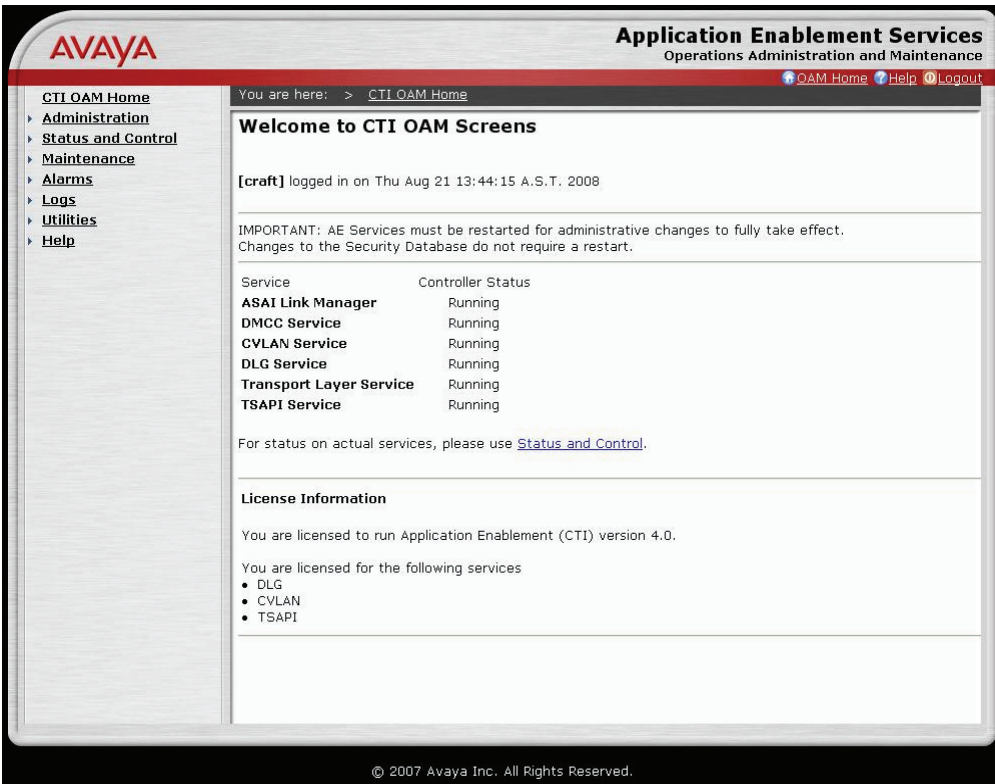 AVAYA
Application Enablement Services
Operations Administration and Maintenance
OAM Home Help Logout
CTI OAM Home
Administration
Status and Control
Maintenance
Alarms
Logs
Utilities
Help
You are here: > CTI OAM Home
Welcome to CTI OAM Screens
[craft] logged in on Thu Aug 21 13:44:15 A.S.T. 2008
IMPORTANT: AE Services must be restarted for administrative changes to fully take effect.
Changes to the Security Database do not require a restart.
Service Controller Status
ASAI Link Manager Running
DMCC Service Running
CVLAN Service Running
DLG Service Running
Transport Layer Service Running
TSAPI Service Running
For status on actual services, please use Status and Control.
License Information
You are licensed to run Application Enablement (CTI) version 4.0.
You are licensed for the following services
• DLG
• CVLAN
• TSAPI
© 2007 Avaya Inc. All Rights Reserved.